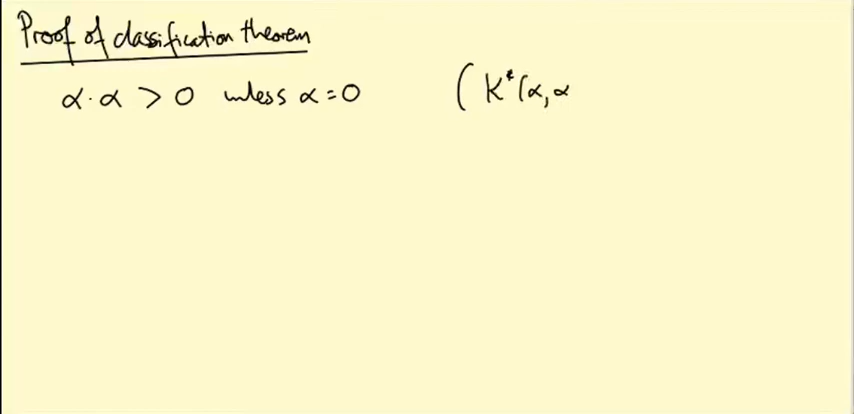 Proof of classification theorem
α·α > 0 unless α = 0 (K*(α, α